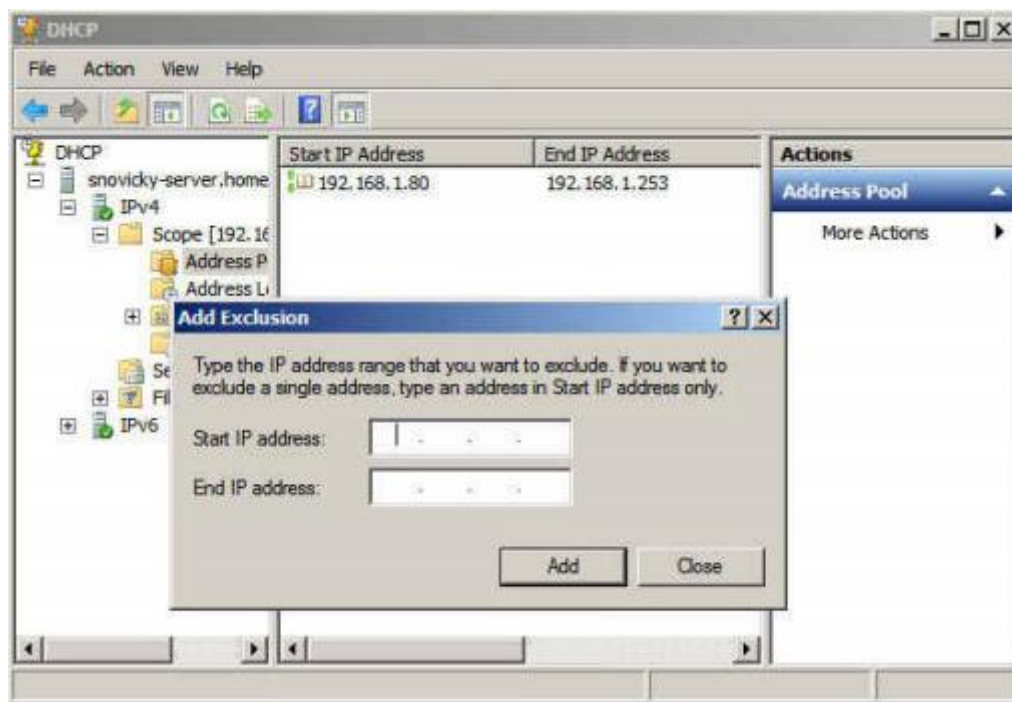 DHCP
File Action View Help
DHCP
snovicky-server.home
IPv4
Scope [192.16
Address P
Address L
Se
Fil
IPv6
Start IP Address End IP Address
192.168.1.80 192.168.1.253
Actions
Address Pool
More Actions
Add Exclusion
Type the IP address range that you want to exclude. If you want to
exclude a single address, type an address in Start IP address only.
Start IP address:
End IP address:
Add Close